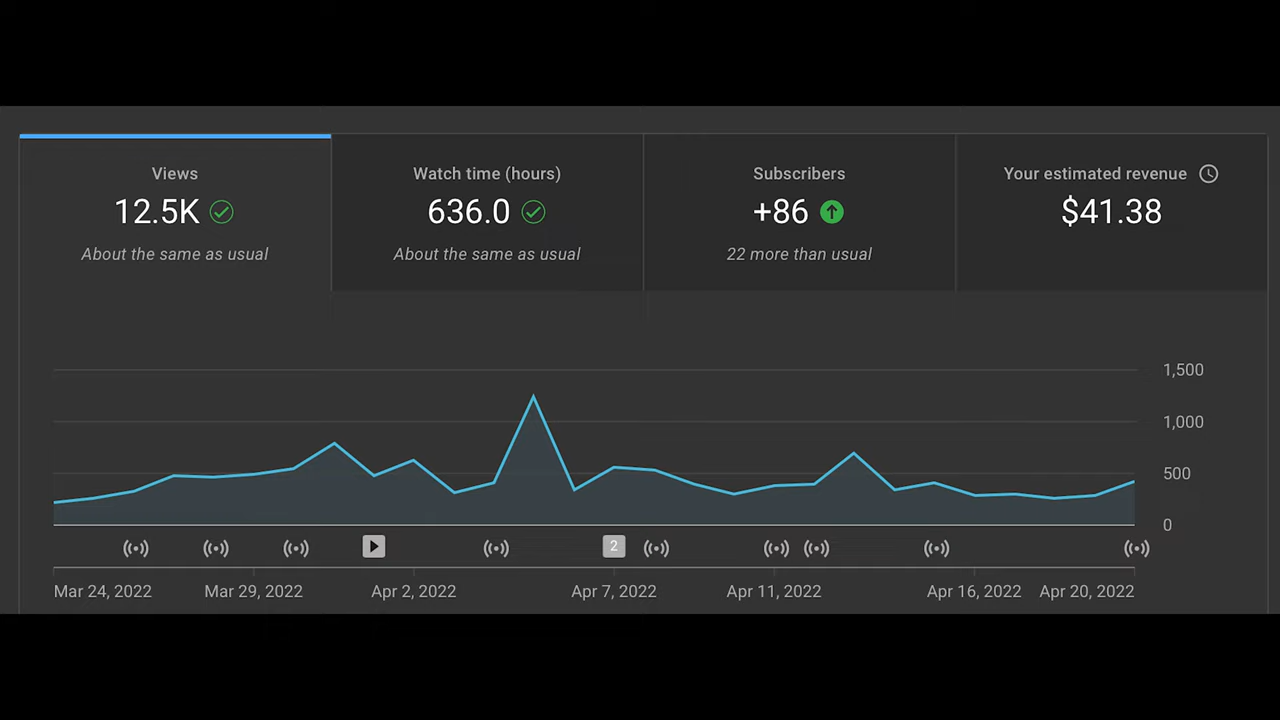 Views
12.5K
About the same as usual
Watch time (hours)
636.0
About the same as usual
Subscribers
+86
22 more than usual
Your estimated revenue
$41.38
1,500
1,000
500
0
2
Mar 24, 2022
Mar 29, 2022
Apr 2, 2022
Apr 7, 2022
Apr 11, 2022
Apr 16, 2022
Apr 20, 2022